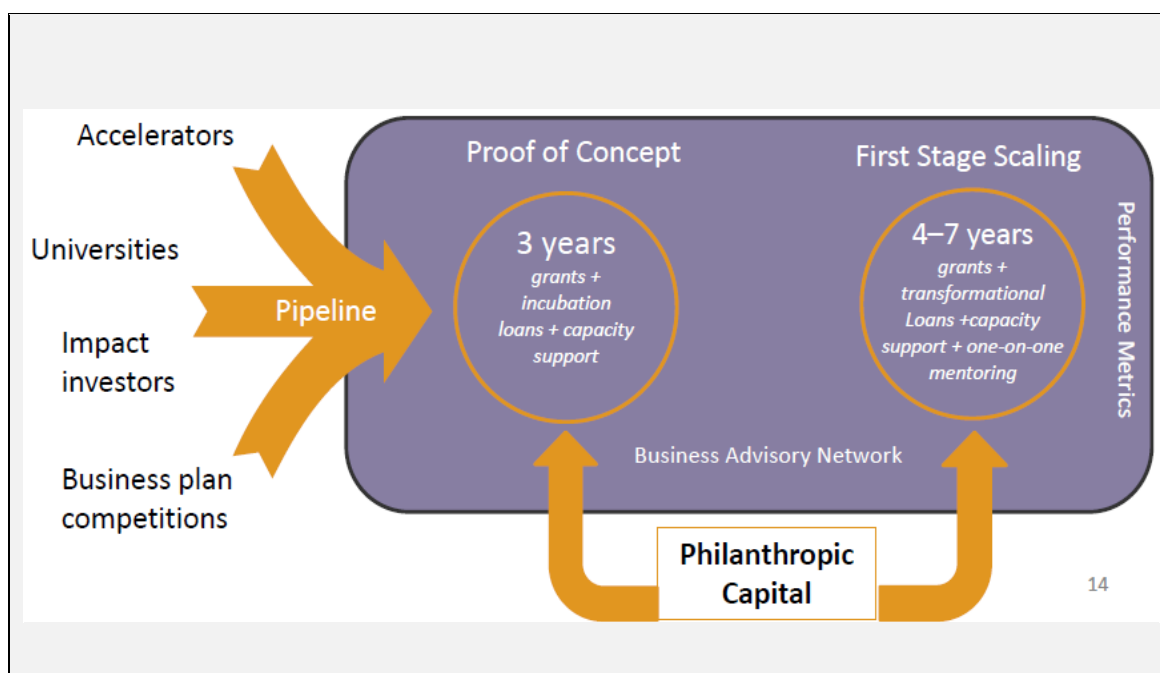 Accelerators
Universities
Impact
investors
Business plan
competitions
Pipeline
Proof of Concept
3 years
grants +
incubation
loans + capacity
support
First Stage Scaling
4–7 years
grants +
transformational
Loans +capacity
support + one-on-one
mentoring
Performance Metrics
Business Advisory Network
Philanthropic
Capital
14